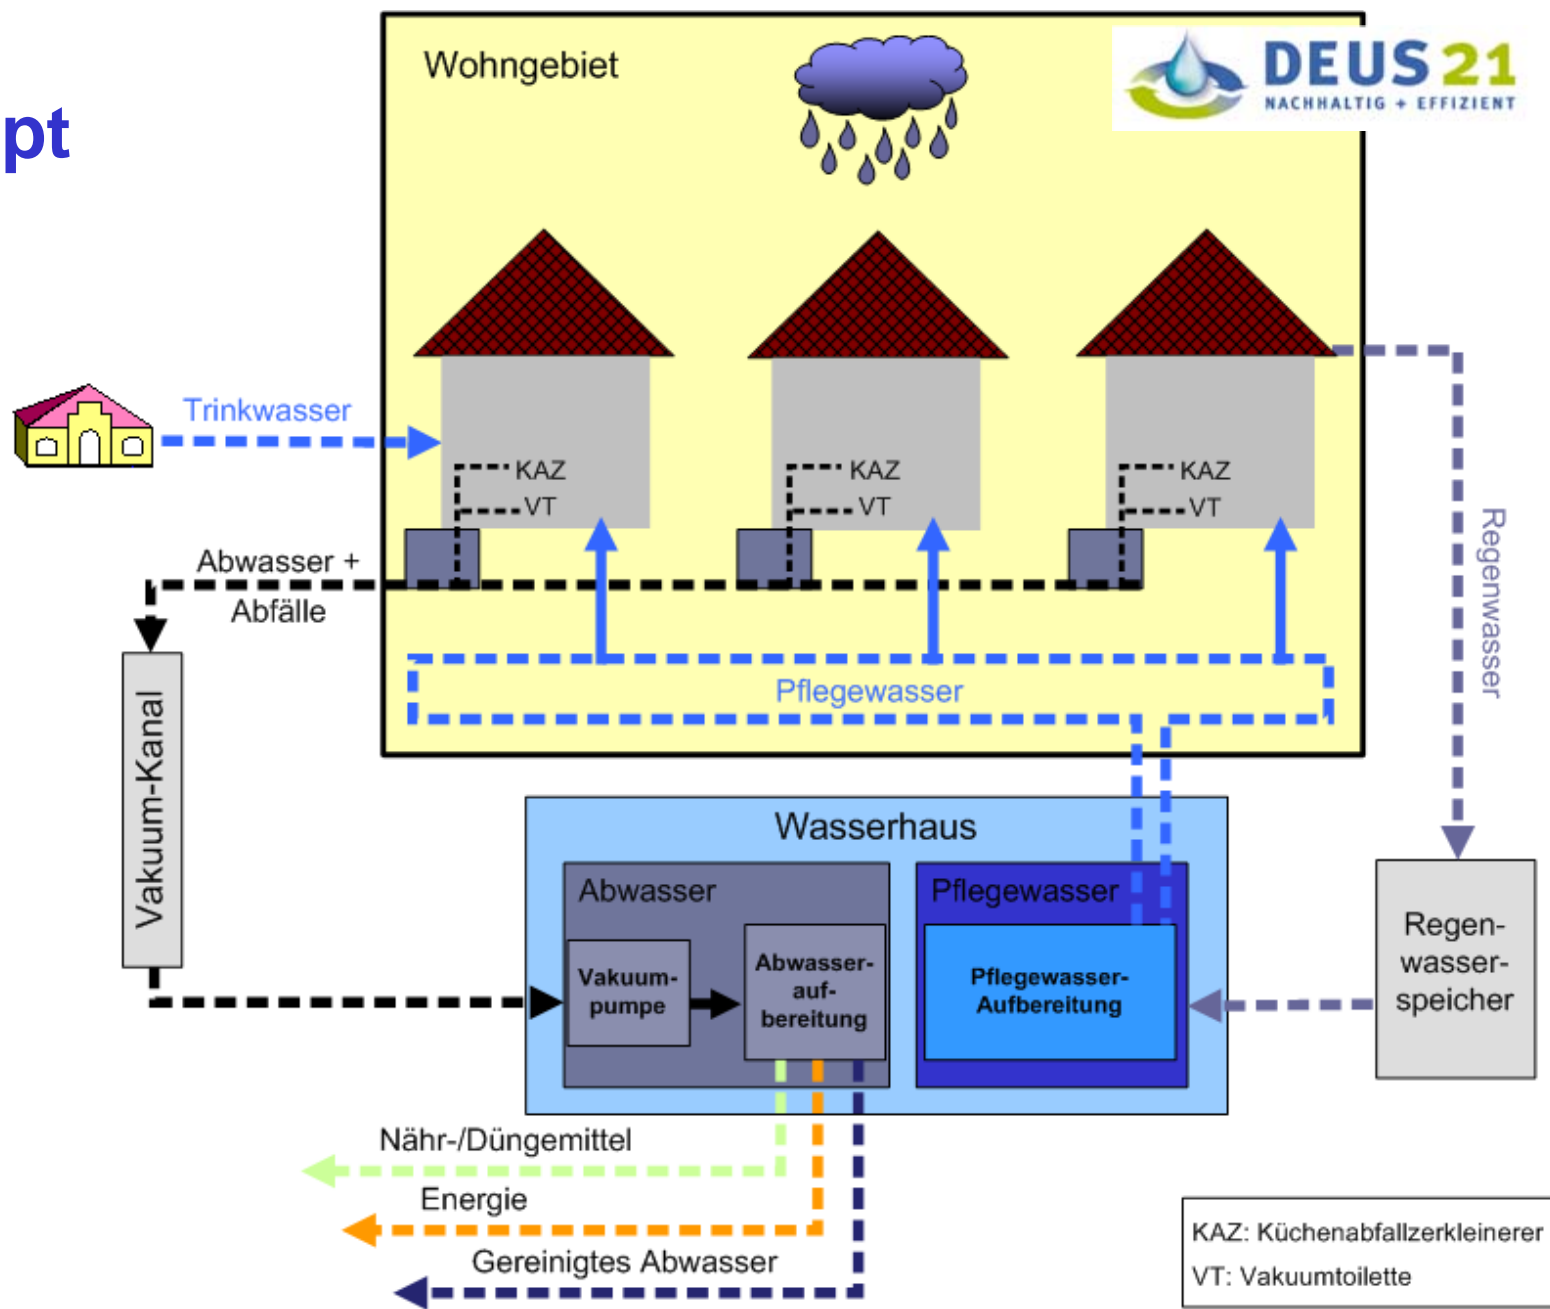 pt
Wohngebiet
DEUS 21
NACHHALTIG + EFFIZIENT
Trinkwasser
KAZ
VT
KAZ
VT
KAZ
VT
Abwasser +
Abfälle
Regenwasser
Pflegewasser
Vakuum-Kanal
Wasserhaus
Abwasser
Pflegewasser
Vakuum-
pumpe
Abwasser-
auf-
bereitung
Pflegewasser-
Aufbereitung
Regen-
wasser-
speicher
Nähr-/Düngemittel
Energie
Gereinigtes Abwasser
KAZ: Küchenabfallzerkleinerer
VT: Vakuumtoilette